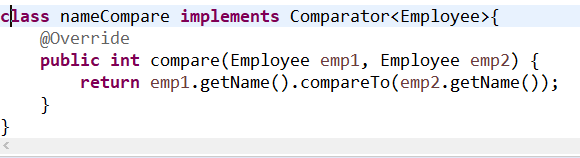 class nameCompare implements Comparator<Employee>{
@Override
public int compare(Employee emp1, Employee emp2) {
return emp1.getName().compareTo(emp2.getName());
}
}